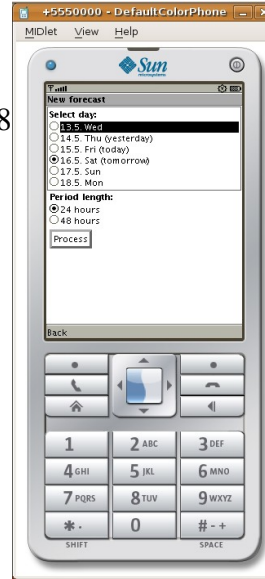 +5550000 - DefaultColorPhone
MIDlet View Help
8
Sun
microsystems
New forecast
Select day:
13.5. Wed
14.5. Thu (yesterday)
15.5. Fri (today)
16.5. Sat (tomorrow)
17.5. Sun
18.5. Mon
Period length:
24 hours
48 hours
Process
Back
1 2 ABC 3 DEF
4 GHI 5 JKL 6 MNO
7 PQRS 8 TUV 9 WXYZ
* . 0 # - +
SHIFT SPACE